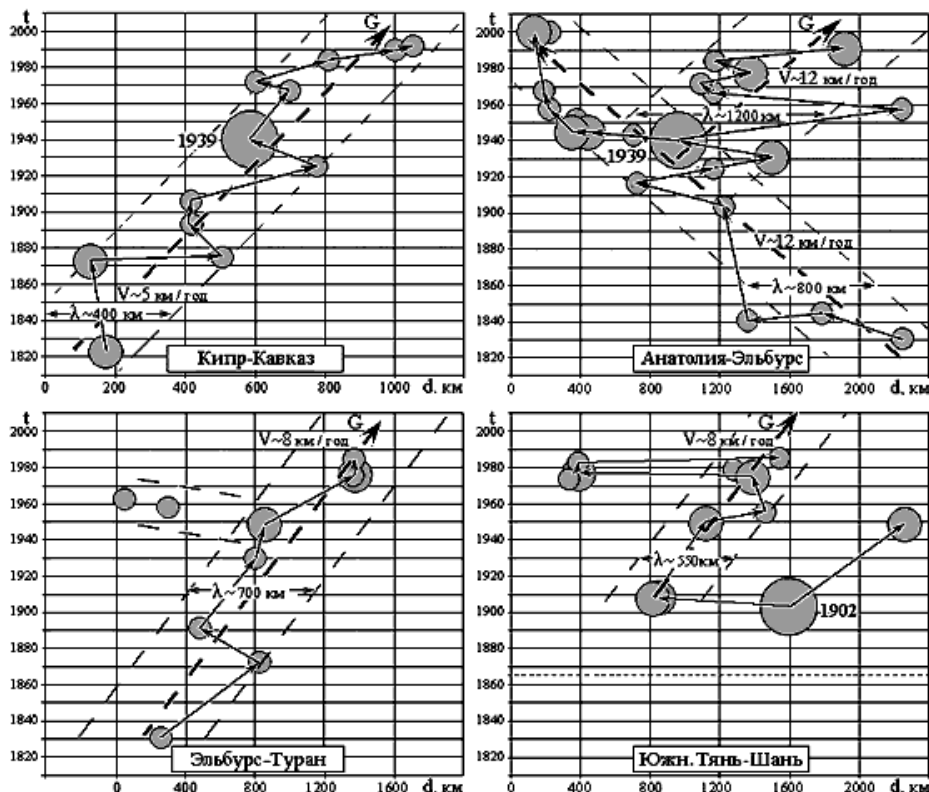 t
2000
1980
1960
1940
1920
1900
1880
1860
1840
1820
G
1939
V~5 км / год
λ~400 км
Кипр-Кавказ
0 200 400 600 800 1000 d, км
t
2000
1980
1960
1940
1920
1900
1880
1860
1840
1820
G
V~12 км/год
λ~1200 км
1939
V~12 км/год
λ~800 км
Анатолия-Эльбурс
0 400 800 1200 1600 2000 d, км
t
2000
1980
1960
1940
1920
1900
1880
1860
1840
1820
G
V~8 км / год
λ~700 км
Эльбурс-Туран
0 400 800 1200 1600 d, км
t
2000
1980
1960
1940
1920
1900
1880
1860
1840
1820
G
V~8 км / год
λ~550км
1902
Южн. Тянь-Шань
0 400 800 1200 1600 2000 d, км